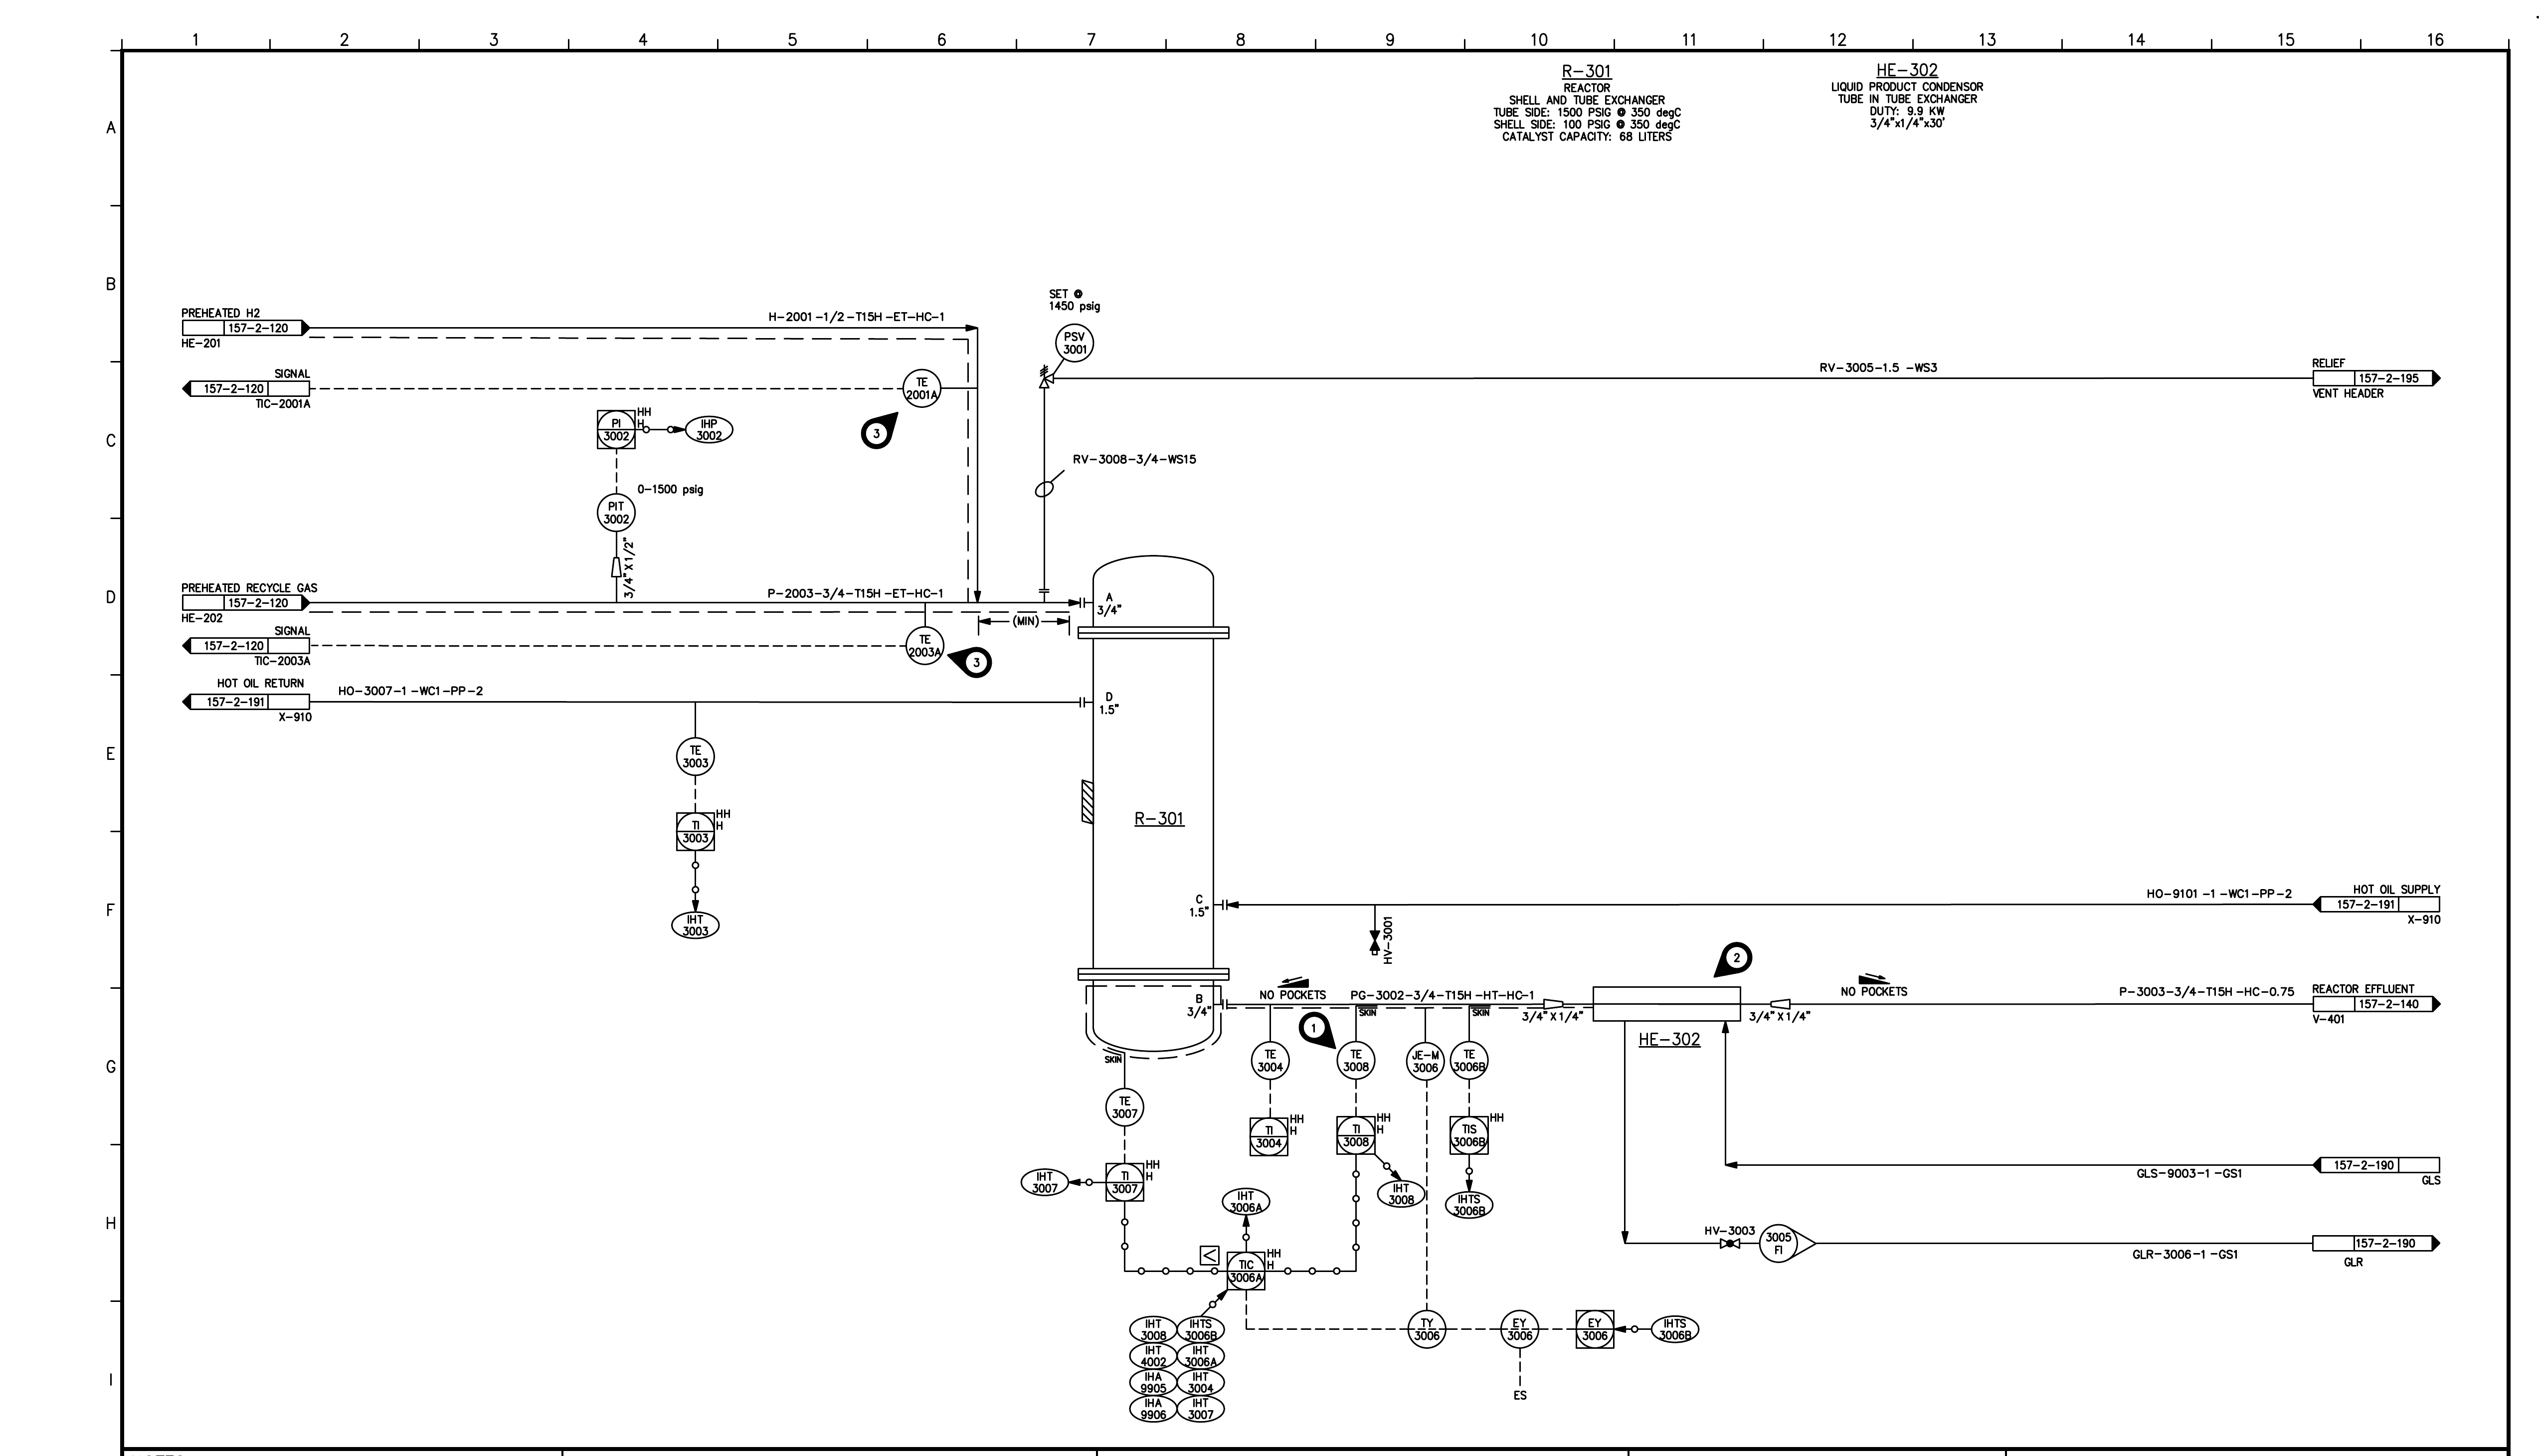 1 2 3 4 5 6 7 8 9 10 11 12 13 14 15 16
A
B
C
D
E
F
G
H
I
R-301
REACTOR
SHELL AND TUBE EXCHANGER
TUBE SIDE: 1500 PSIG @ 350 degC
SHELL SIDE: 100 PSIG @ 350 degC
CATALYST CAPACITY: 68 LITERS
HE-302
LIQUID PRODUCT CONDENSOR
TUBE IN TUBE EXCHANGER
DUTY: 9.9 KW
3/4"x1/4"x30'
PREHEATED H2
157-2-120
HE-201
H-2001-1/2-T15H-ET-HC-1
SET @
1450 psig
PSV
3001
SIGNAL
157-2-120
TIC-2001A
TE
2001A
3
RV-3005-1.5-WS3
RELIEF
157-2-195
VENT HEADER
PI
3002
HH
H
IHP
3002
RV-3008-3/4-WS15
0-1500 psig
PIT
3002
3/4"X1/2"
PREHEATED RECYCLE GAS
157-2-120
HE-202
P-2003-3/4-T15H-ET-HC-1
A
3/4"
(MIN)
SIGNAL
157-2-120
TIC-2003A
TE
2003A
3
HOT OIL RETURN
157-2-191
X-910
HO-3007-1-WC1-PP-2
D
1.5"
TE
3003
TI
3003
HH
H
IHT
3003
R-301
C
1.5"
HO-9101-1-WC1-PP-2
HOT OIL SUPPLY
157-2-191
X-910
HV-3001
2
B
3/4"
NO POCKETS
PG-3002-3/4-T15H-HT-HC-1
SKIN
SKIN
3/4"X1/4"
3/4"X1/4"
HE-302
NO POCKETS
P-3003-3/4-T15H-HC-0.75
REACTOR EFFLUENT
157-2-140
V-401
1
SKIN
TE
3004
TE
3008
JE-M
3006
TE
3006B
TE
3007
TI
3004
HH
H
TI
3008
HH
H
TIS
3006B
HH
IHT
3007
TI
3007
HH
H
IHT
3006A
IHT
3008
IHTS
3006B
157-2-190
GLS-9003-1-GS1
GLS
HV-3003
3005
FI
157-2-190
GLR-3006-1-GS1
GLR
<
TIC
3006A
HH
H
IHT
3008
IHTS
3006B
IHT
4002
IHT
3006A
IHA
9905
IHT
3004
IHA
9906
IHT
3007
TY
3006
EY
3006
EY
3006
IHTS
3006B
ES